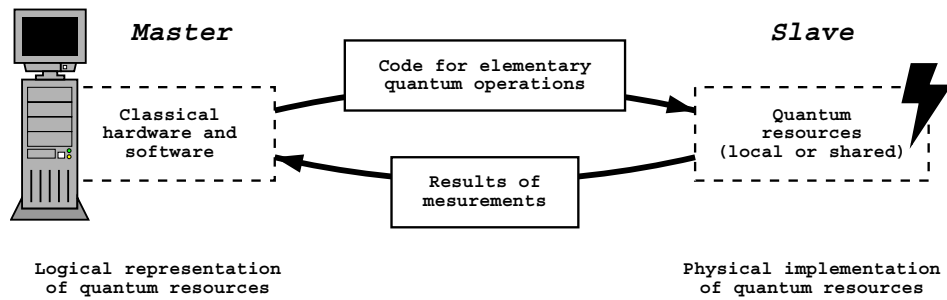 Master
Slave
Code for elementary
quantum operations
Classical
hardware and
software
Quantum
resources
(local or shared)
Results of
mesurements
Logical representation
of quantum resources
Physical implementation
of quantum resources